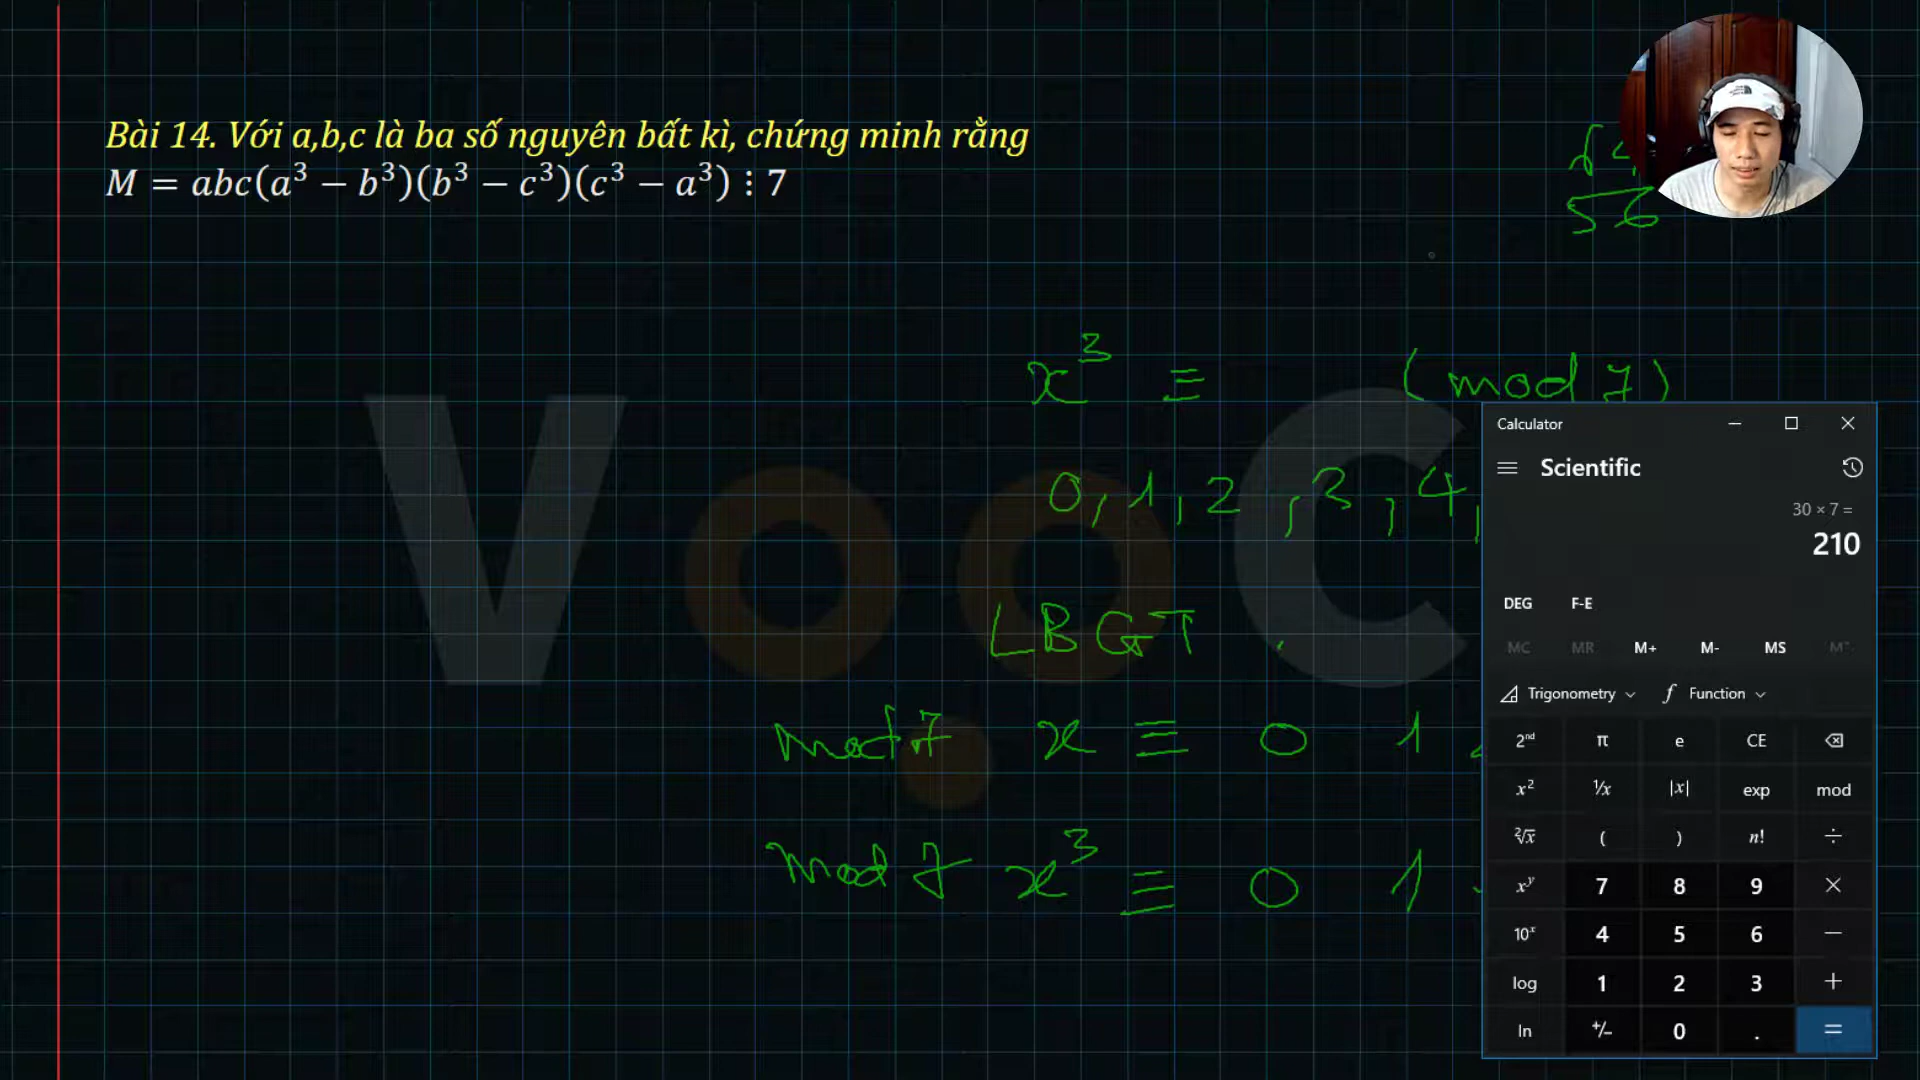 Bài 14. Với a,b,c là ba số nguyên bất kì, chứng minh rằng
M = abc(a³ − b³)(b³ − c³)(c³ − a³) ⋮ 7
56
x³ ≡ (mod 7)
0, 1, 2, 3, 4,
LBGT
mod 7 x ≡ 0 1
mod 7 x³ ≡ 0 1
VOOC
Calculator
Scientific
30 × 7 =
210
DEG F-E
MC MR M+ M- MS M˅
Trigonometry f Function
2ⁿᵈ π e CE
x² ¹/x |x| exp mod
²√x ( ) n! ÷
xʸ 7 8 9 ×
10ˣ 4 5 6 −
log 1 2 3 +
ln +/− 0 . =